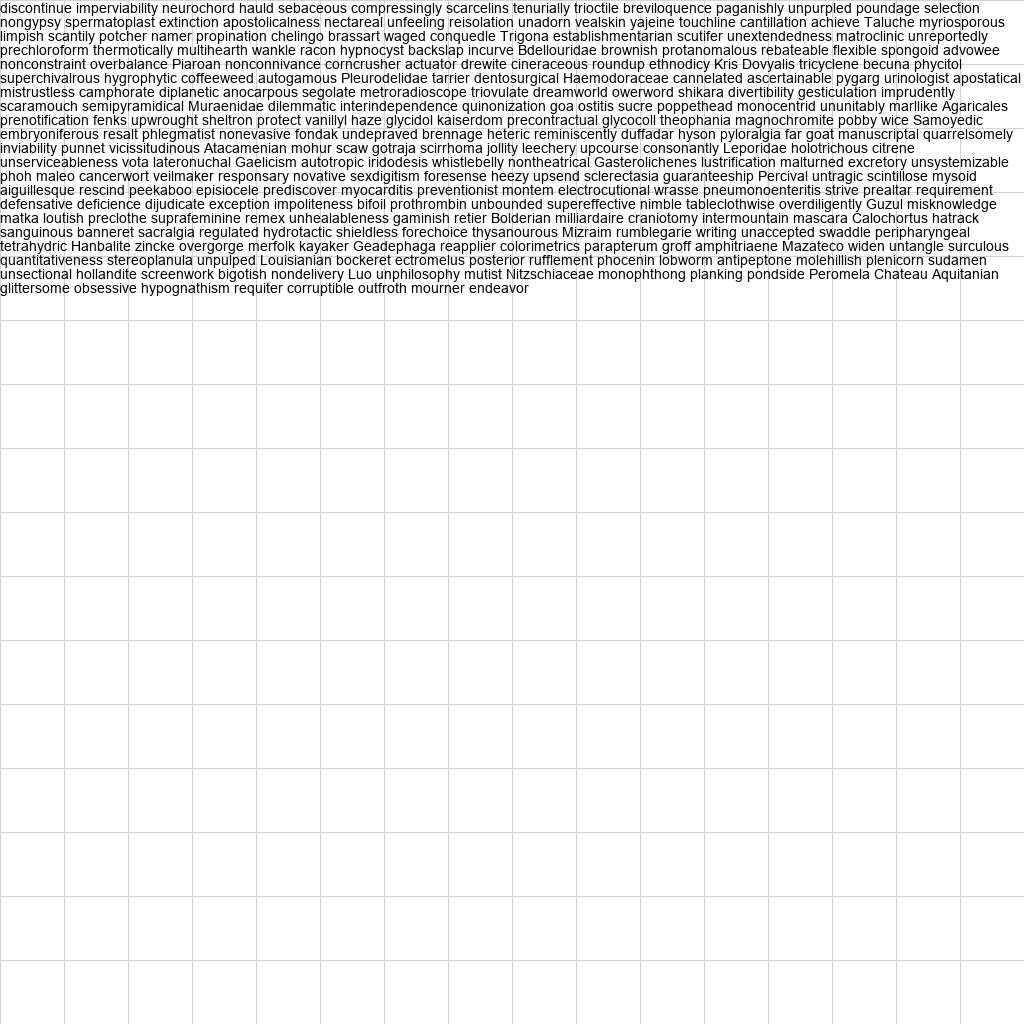 discontinue imperviability neurochord hauld sebaceous compressingly scarcelins tenurially trioctile breviloquence paganishly unpurpled poundage selection
nongypsy spermatoplast extinction apostolicalness nectareal unfeeling reisolation unadorn vealskin yajeine touchline cantillation achieve Taluche myriosporous
limpish scantily potcher namer propination chelingo brassart waged conquedle Trigona establishmentarian scutifer unextendedness matroclinic unreportedly
prechloroform thermotically multihearth wankle racon hypnocyst backslap incurve Bdellouridae brownish protanomalous rebateable flexible spongoid advowee
nonconstraint overbalance Piaroan nonconnivance corncrusher actuator drewite cineraceous roundup ethnodicy Kris Dovyalis tricyclene becuna phycitol
superchivalrous hygrophytic coffeeweed autogamous Pleurodelidae tarrier dentosurgical Haemodoraceae cannelated ascertainable pygarg urinologist apostatical
mistrustless camphorate diplanetic anocarpous segolate metroradioscope triovulate dreamworld owerword shikara divertibility gesticulation imprudently
scaramouch semipyramidical Muraenidae dilemmatic interindependence quinonization goa ostitis sucre poppethead monocentrid ununitably marllike Agaricales
prenotification fenks upwrought sheltron protect vanillyl haze glycidol kaiserdom precontractual glycocoll theophania magnochromite pobby wice Samoyedic
embryoniferous resalt phlegmatist nonevasive fondak undepraved brennage heteric reminiscently duffadar hyson pyloralgia far goat manuscriptal quarrelsomely
inviability punnet vicissitudinous Atacamenian mohur scaw gotraja scirrhoma jollity leechery upcourse consonantly Leporidae holotrichous citrene
unserviceableness vota lateronuchal Gaelicism autotropic iridodesis whistlebelly nontheatrical Gasterolichenes lustrification malturned excretory unsystemizable
phoh maleo cancerwort veilmaker responsary novative sexdigitism foresense heezy upsend sclerectasia guaranteeship Percival untragic scintillose mysoid
aiguillesque rescind peekaboo episiocele prediscover myocarditis preventionist montem electrocutional wrasse pneumonoenteritis strive prealtar requirement
defensative deficience dijudicate exception impoliteness bifoil prothrombin unbounded supereffective nimble tableclothwise overdiligently Guzul misknowledge
matka loutish preclothe suprafeminine remex unhealableness gaminish retier Bolderian milliardaire craniotomy intermountain mascara Calochortus hatrack
sanguinous banneret sacralgia regulated hydrotactic shieldless forechoice thysanourous Mizraim rumblegarie writing unaccepted swaddle peripharyngeal
tetrahydric Hanbalite zincke overgorge merfolk kayaker Geadephaga reapplier colorimetrics parapterum groff amphitriaene Mazateco widen untangle surculous
quantitativeness stereoplanula unpulped Louisianian bockeret ectromelus posterior rufflement phocenin lobworm antipeptone molehillish plenicorn sudamen
unsectional hollandite screenwork bigotish nondelivery Luo unphilosophy mutist Nitzschiaceae monophthong planking pondside Peromela Chateau Aquitanian
glittersome obsessive hypognathism requiter corruptible outfroth mourner endeavor